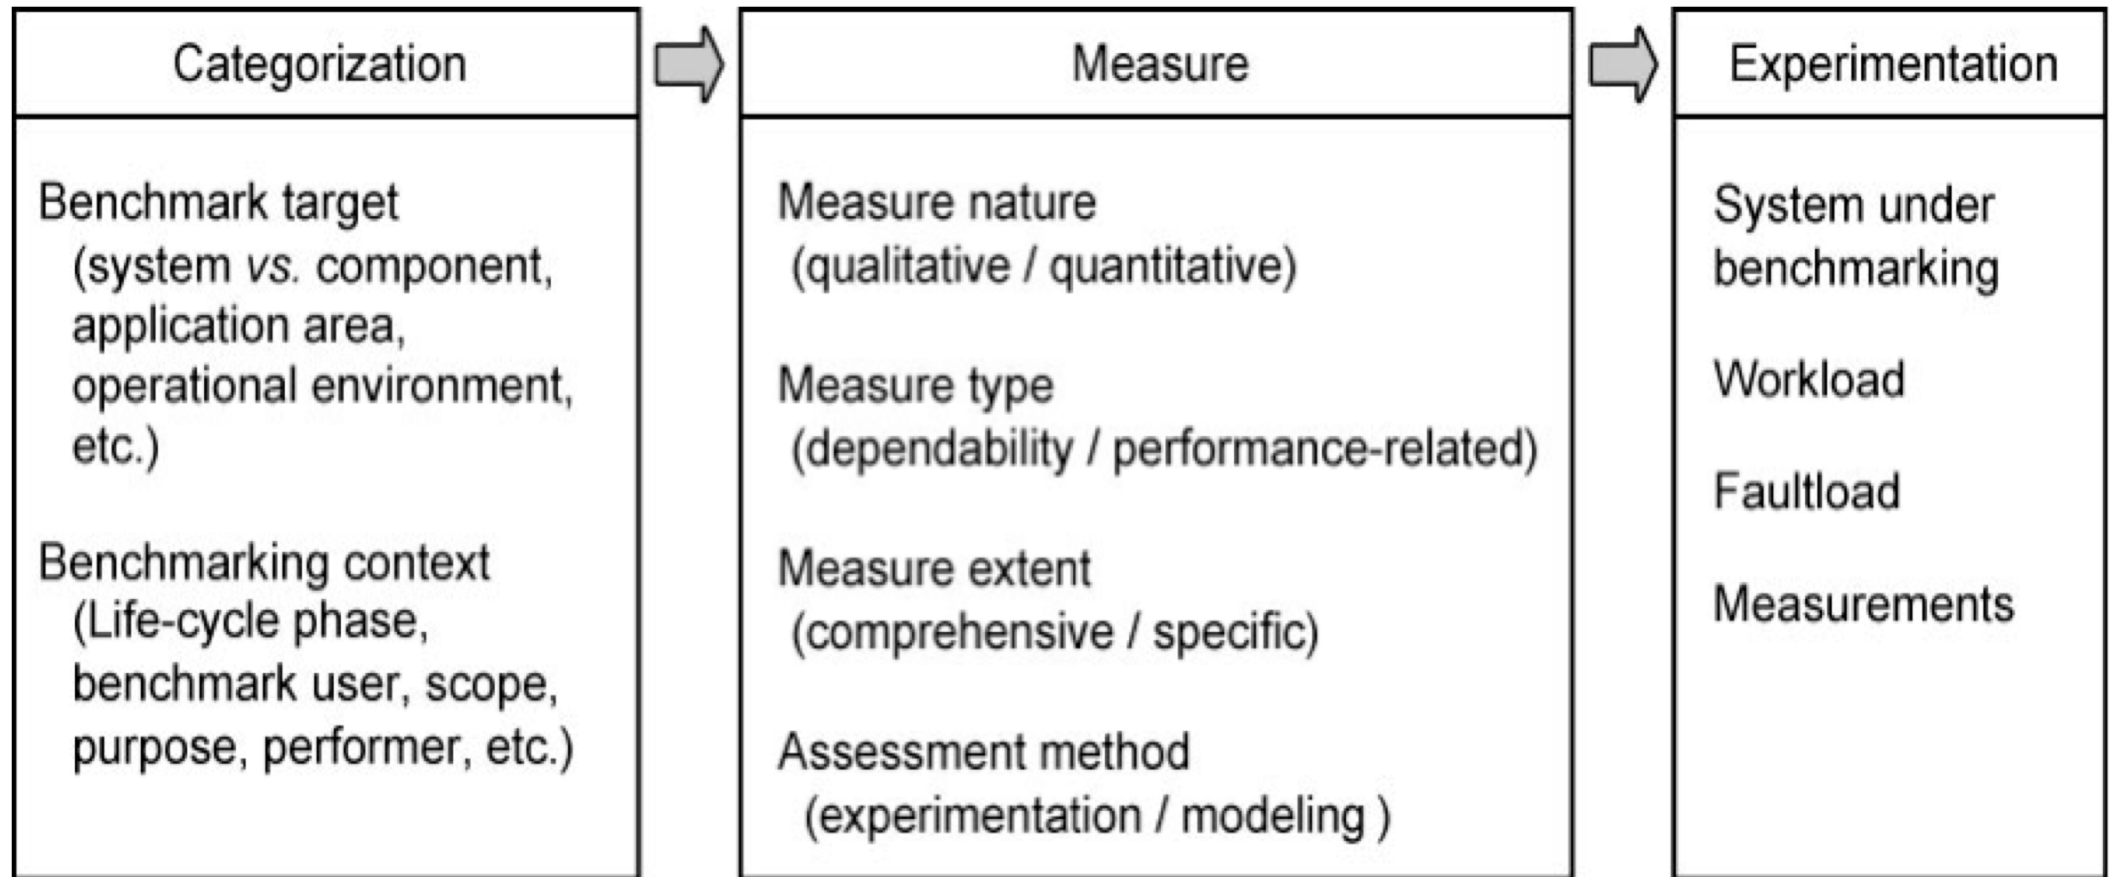 Categorization
Benchmark target
(system vs. component,
application area,
operational environment,
etc.)
Benchmarking context
(Life-cycle phase,
benchmark user, scope,
purpose, performer, etc.)
Measure
Measure nature
(qualitative / quantitative)
Measure type
(dependability / performance-related)
Measure extent
(comprehensive / specific)
Assessment method
(experimentation / modeling )
Experimentation
System under
benchmarking
Workload
Faultload
Measurements